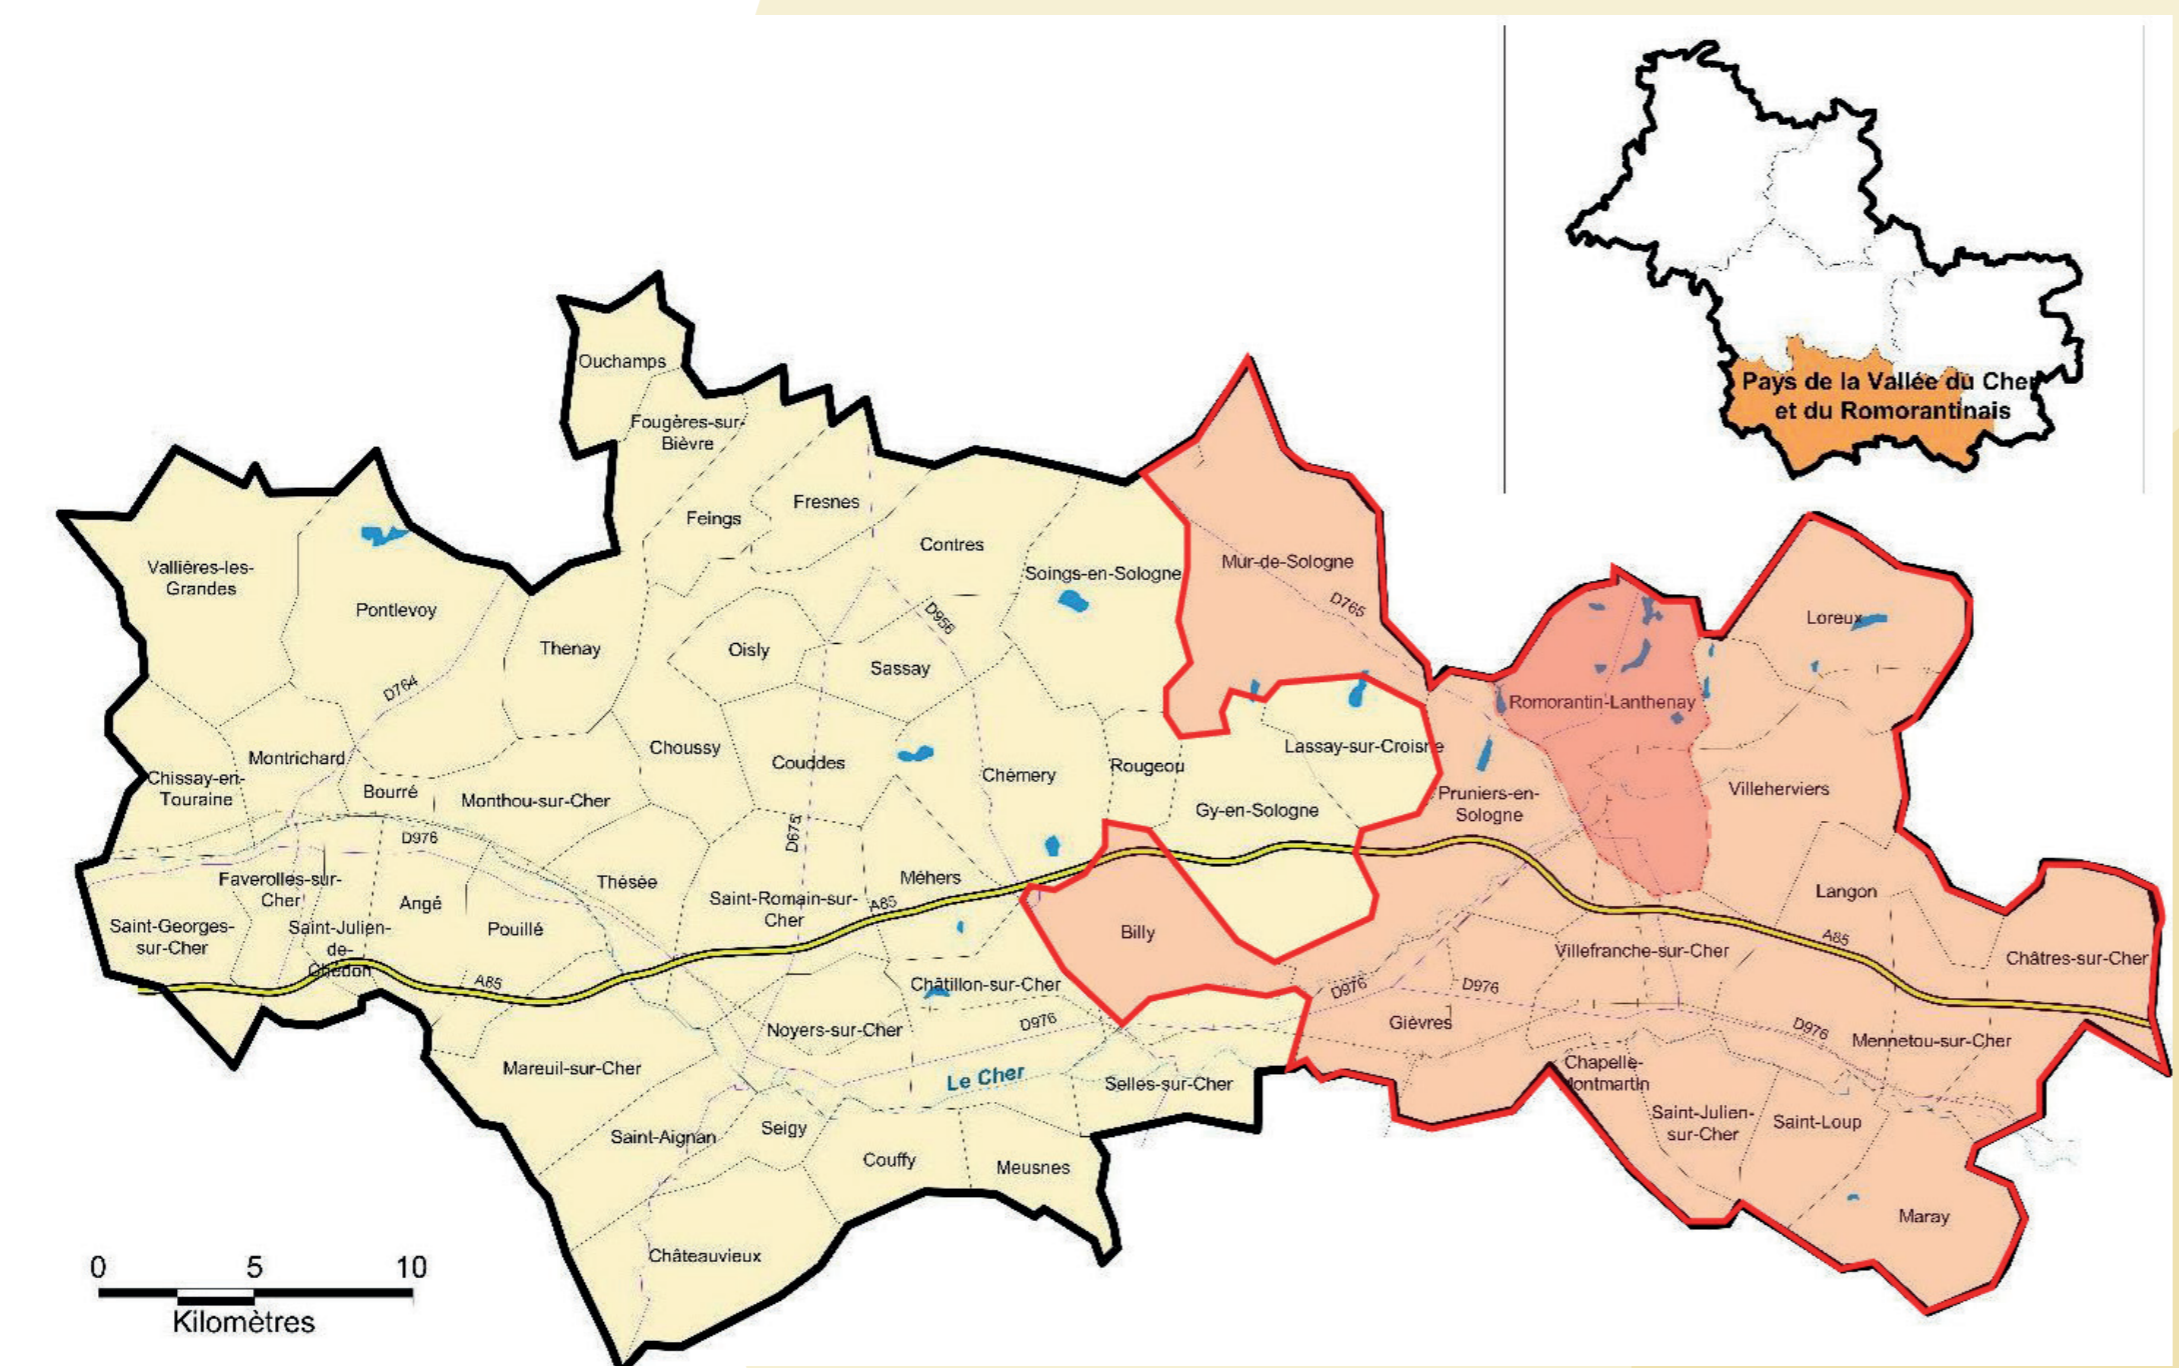 Pays de la Vallée du Cher
et du Romorantinais
Ouchamps
Fougères-sur-
Bièvre
Feings
Fresnes
Contres
Soings-en-Sologne
Mur-de-Sologne
D765
Vallières-les-
Grandes
Pontlevoy
Thenay
Oisly
Sassay
D956
Loreux
Romorantin-Lanthenay
D764
Montrichard
Chissay-en-
Touraine
Bourré
Monthou-sur-Cher
Choussy
Couddes
Chémery
Rougeou
Lassay-sur-Croisne
Gy-en-Sologne
Pruniers-en-
Sologne
Villeherviers
D976
D675
Faverolles-sur-
Cher
Angé
Thésée
Saint-Romain-sur-
Cher
Méhers
A85
Langon
Saint-Georges-
sur-Cher
Saint-Julien-
de-
Chédon
Pouillé
Billy
Villefranche-sur-Cher
A85
Châtres-sur-Cher
A85
Châtillon-sur-Cher
D976
D976
Noyers-sur-Cher
D976
Gièvres
D976
Mennetou-sur-Cher
Mareuil-sur-Cher
Le Cher
Selles-sur-Cher
Chapelle-
Montmartin
Saint-Aignan
Seigy
Couffy
Meusnes
Saint-Julien-
sur-Cher
Saint-Loup
Maray
Châteauvieux
0 5 10
Kilomètres